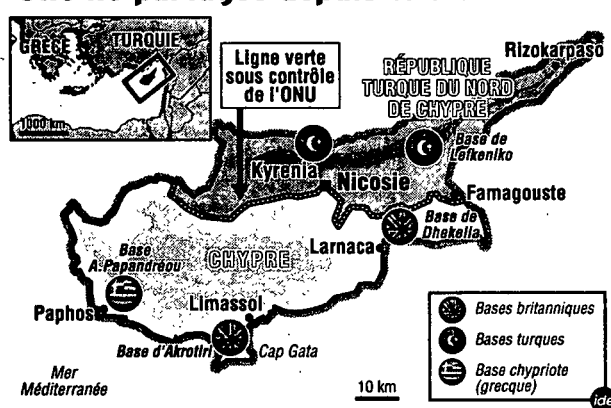 GRÈCE
TURQUIE
1000 km
Ligne verte
sous contrôle
de l'ONU
RÉPUBLIQUE
TURQUE DU NORD
DE CHYPRE
Rizokarpaso
Base de
Lefkeniko
Kyrenia
Nicosie
Famagouste
Base de
Dhekelia
Larnaca
CHYPRE
Base
A.Papandréou
Paphos
Limassol
Base d'Akrotiri
Cap Gata
Mer
Méditerranée
10 km
Bases britanniques
Bases turques
Base chypriote
(grecque)
ide